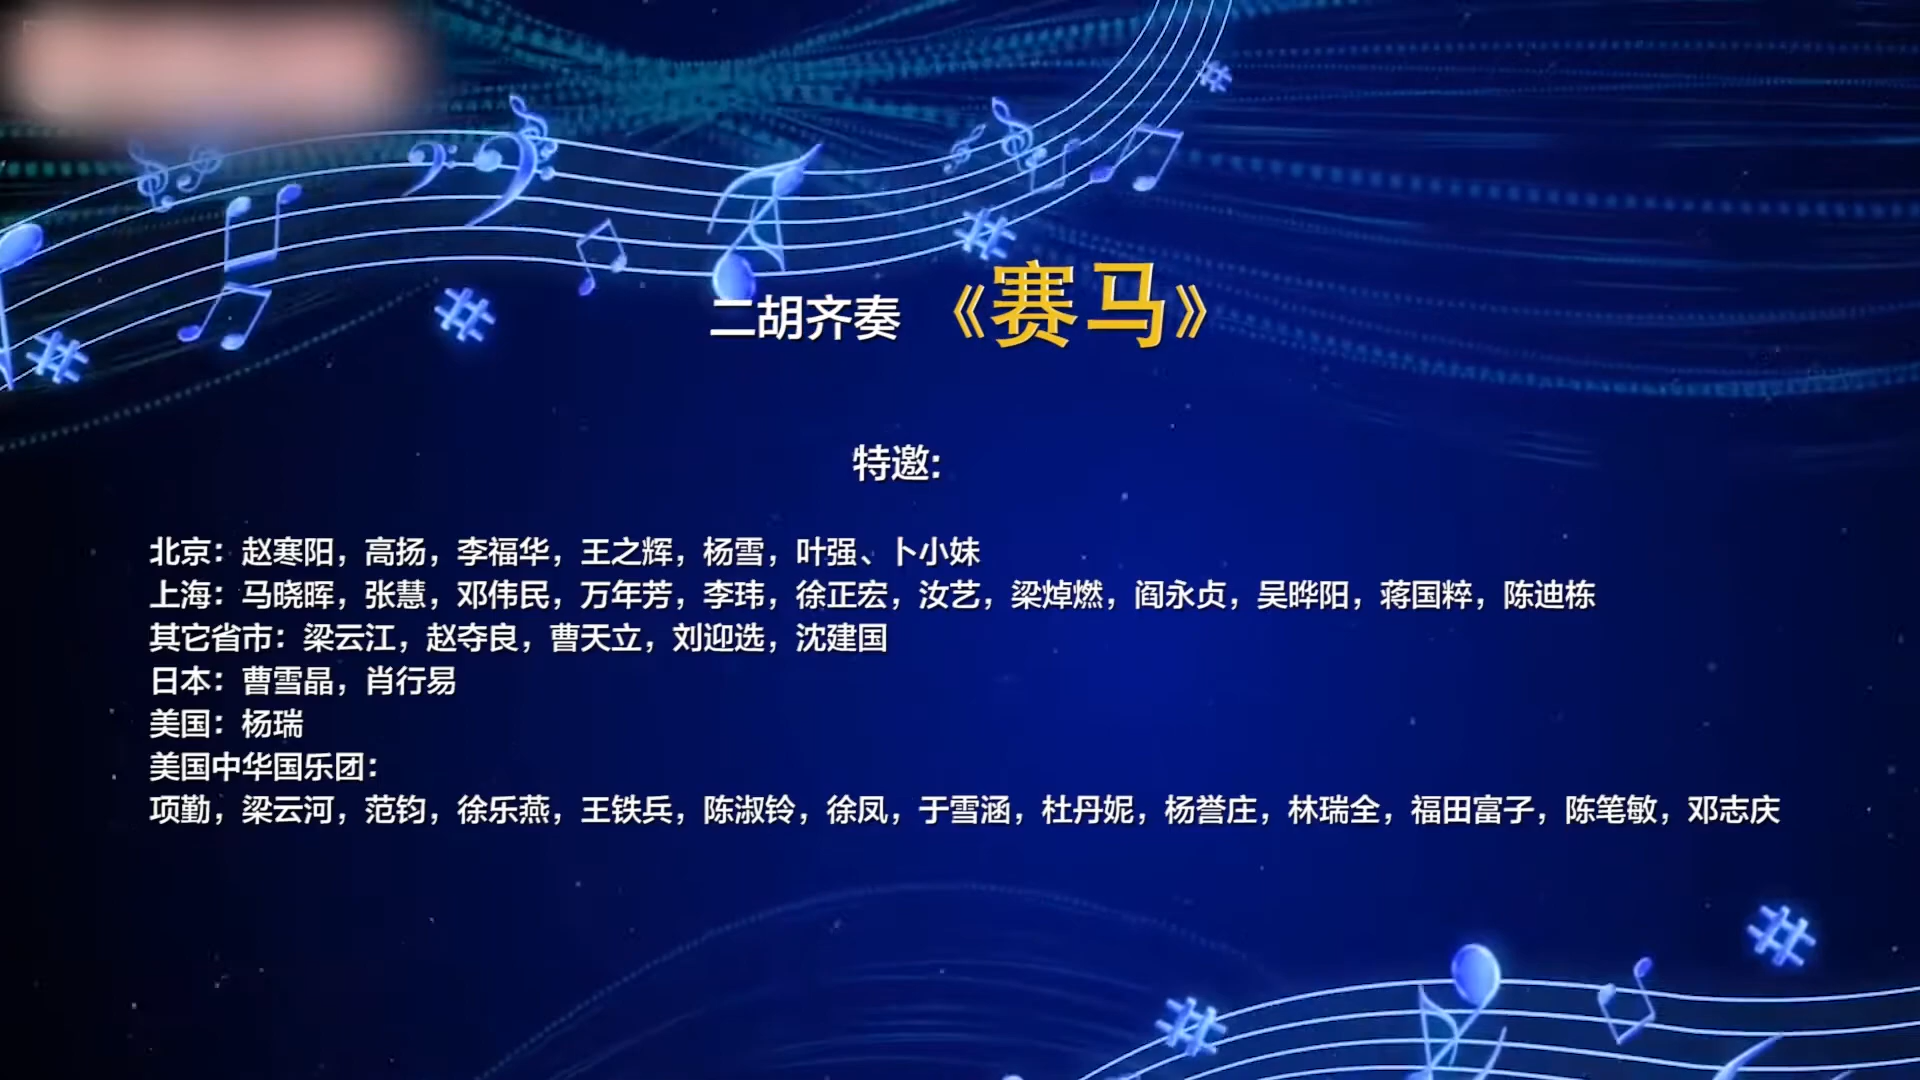 二胡齐奏 《赛马》
特邀:
北京：赵寒阳，高扬，李福华，王之辉，杨雪，叶强、卜小妹
上海：马晓晖，张慧，邓伟民，万年芳，李玮，徐正宏，汝艺，梁焯燃，阎永贞，吴晔阳，蒋国粹，陈迪栋
其它省市：梁云江，赵夺良，曹天立，刘迎选，沈建国
日本：曹雪晶，肖行易
美国：杨瑞
美国中华国乐团：
项勤，梁云河，范钧，徐乐燕，王铁兵，陈淑铃，徐凤，于雪涵，杜丹妮，杨誉庄，林瑞全，福田富子，陈笔敏，邓志庆